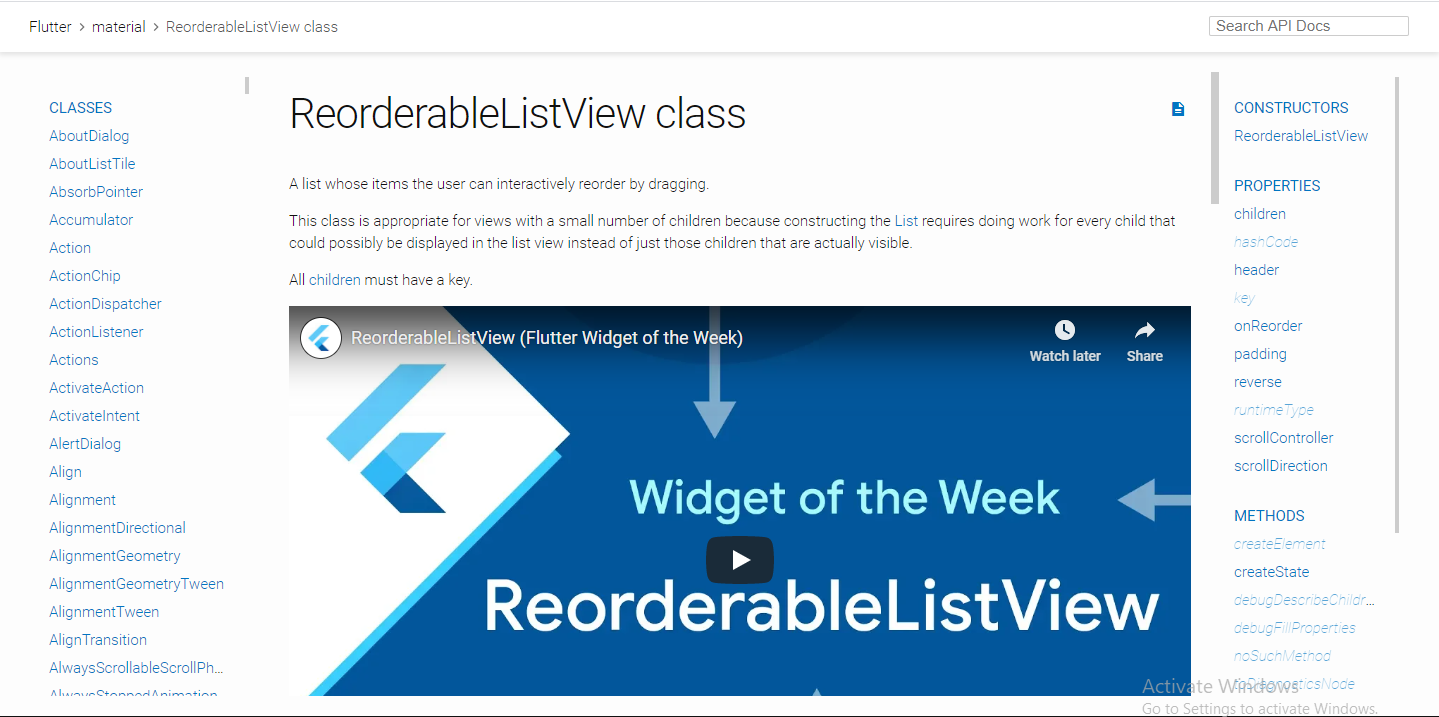 Flutter > material > ReorderableListView class
Search API Docs
CLASSES
AboutDialog
AboutListTile
AbsorbPointer
Accumulator
Action
ActionChip
ActionDispatcher
ActionListener
Actions
ActivateAction
ActivateIntent
AlertDialog
Align
Alignment
AlignmentDirectional
AlignmentGeometry
AlignmentGeometryTween
AlignmentTween
AlignTransition
AlwaysScrollableScrollPh...
AlwaysStoppedAnimation
ReorderableListView class
A list whose items the user can interactively reorder by dragging.
This class is appropriate for views with a small number of children because constructing the List requires doing work for every child that
could possibly be displayed in the list view instead of just those children that are actually visible.
All children must have a key.
ReorderableListView (Flutter Widget of the Week)
Watch later
Share
Widget of the Week
ReorderableListView
CONSTRUCTORS
ReorderableListView
PROPERTIES
children
hashCode
header
key
onReorder
padding
reverse
runtimeType
scrollController
scrollDirection
METHODS
createElement
createState
debugDescribeChildr...
debugFillProperties
noSuchMethod
toDiagnosticsNode
Activate Windows
Go to Settings to activate Windows.